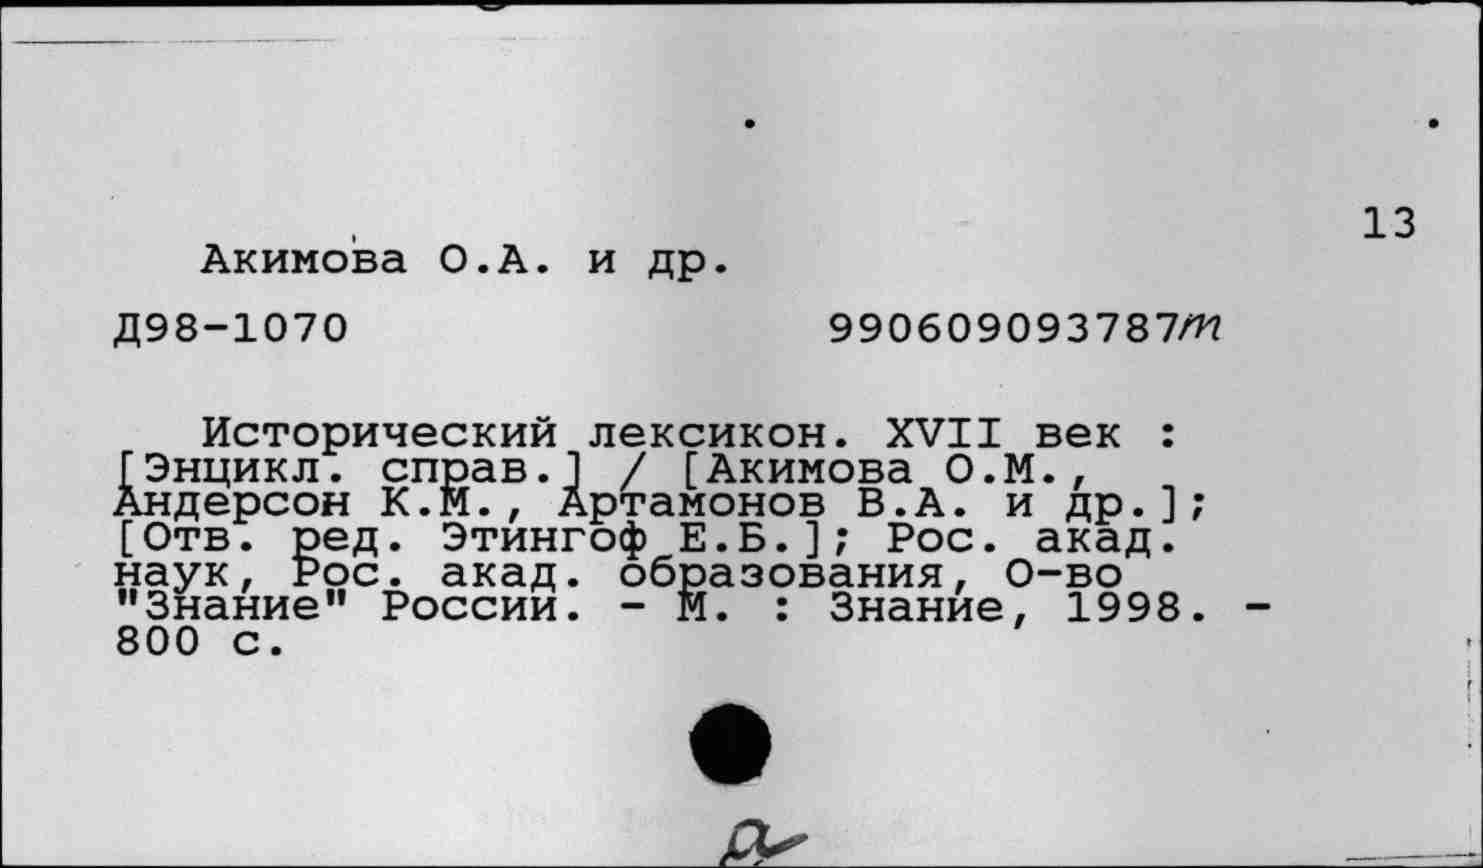 13
Акимова О.А. и др.
Д98-1070 990609093787m
Исторический лексикон. XVII век :
[Энцикл. справ.] / [Акимова О.М.,
Андерсон К.М., Артамонов В.А. и др.];
[Отв. ред. Этингоф Е.Б.]; Рос. акад.
наук, Рос. акад. образования, О-во
"Знание" России. - М. : Знание, 1998. -
800 с.